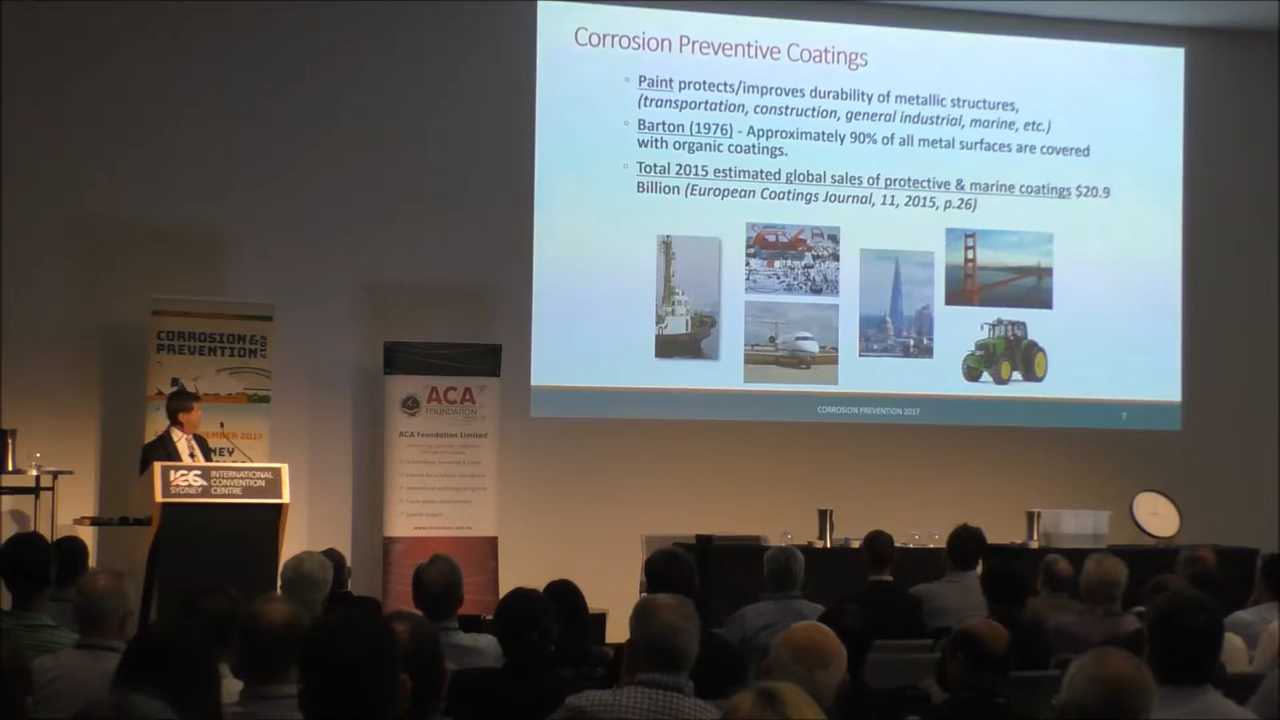 Corrosion Preventive Coatings
Paint protects/improves durability of metallic structures,
(transportation, construction, general industrial, marine, etc.)
Barton (1976) - Approximately 90% of all metal surfaces are covered
with organic coatings.
Total 2015 estimated global sales of protective & marine coatings $20.9
Billion (European Coatings Journal, 11, 2015, p.26)
CORROSION PREVENTION 2017
7
CORROSION &
PREVENTION 2017
2017
ACA
FOUNDATION
ACA Foundation Limited
ICC
SYDNEY
INTERNATIONAL
CONVENTION
CENTRE